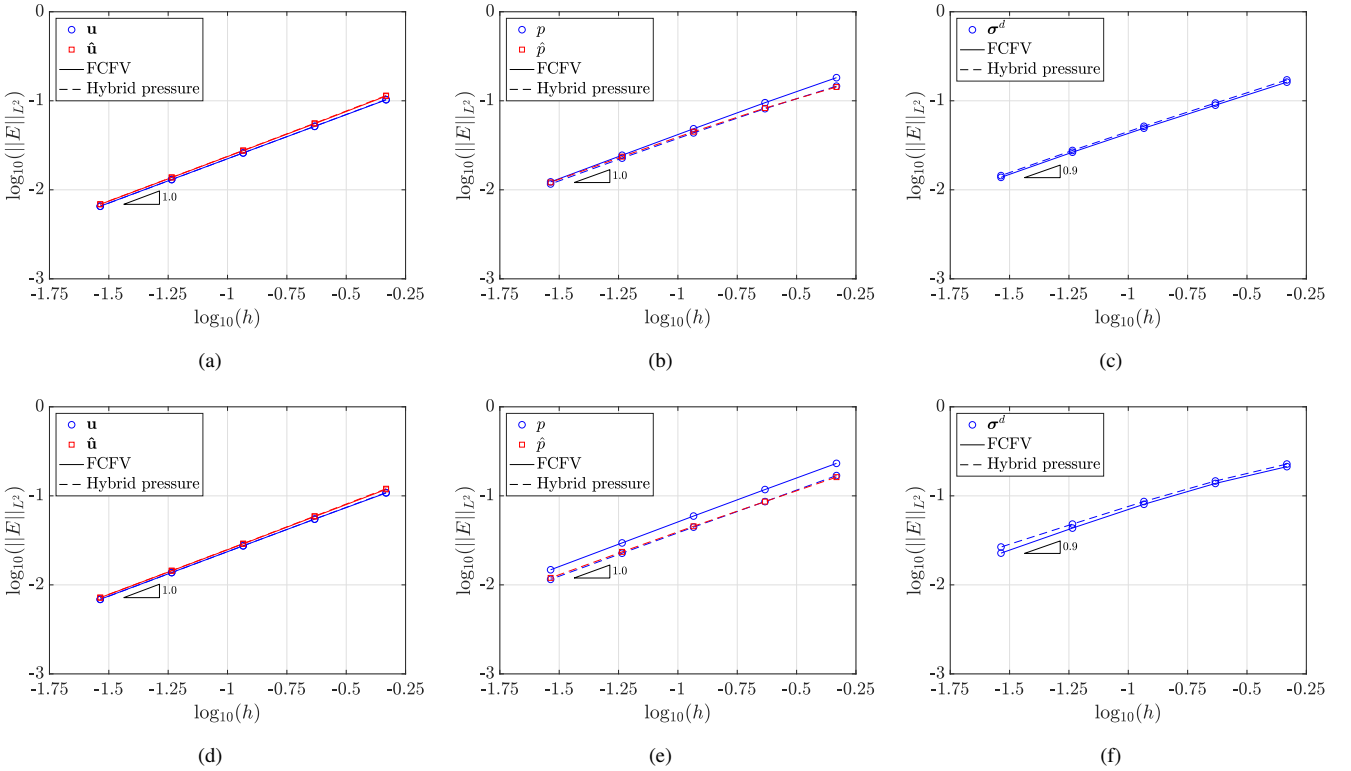 0
-1
-2
-3
log₁₀(||E||_L²)
u
û
FCFV
Hybrid pressure
1.0
-1.75 -1.5 -1.25 -1 -0.75 -0.5 -0.25
log₁₀(h)
(a)
0
-1
-2
-3
log₁₀(||E||_L²)
p
p̂
FCFV
Hybrid pressure
1.0
-1.75 -1.5 -1.25 -1 -0.75 -0.5 -0.25
log₁₀(h)
(b)
0
-1
-2
-3
log₁₀(||E||_L²)
σᵈ
FCFV
Hybrid pressure
0.9
-1.75 -1.5 -1.25 -1 -0.75 -0.5 -0.25
log₁₀(h)
(c)
0
-1
-2
-3
log₁₀(||E||_L²)
u
û
FCFV
Hybrid pressure
1.0
-1.75 -1.5 -1.25 -1 -0.75 -0.5 -0.25
log₁₀(h)
(d)
0
-1
-2
-3
log₁₀(||E||_L²)
p
p̂
FCFV
Hybrid pressure
1.0
-1.75 -1.5 -1.25 -1 -0.75 -0.5 -0.25
log₁₀(h)
(e)
0
-1
-2
-3
log₁₀(||E||_L²)
σᵈ
FCFV
Hybrid pressure
0.9
-1.75 -1.5 -1.25 -1 -0.75 -0.5 -0.25
log₁₀(h)
(f)